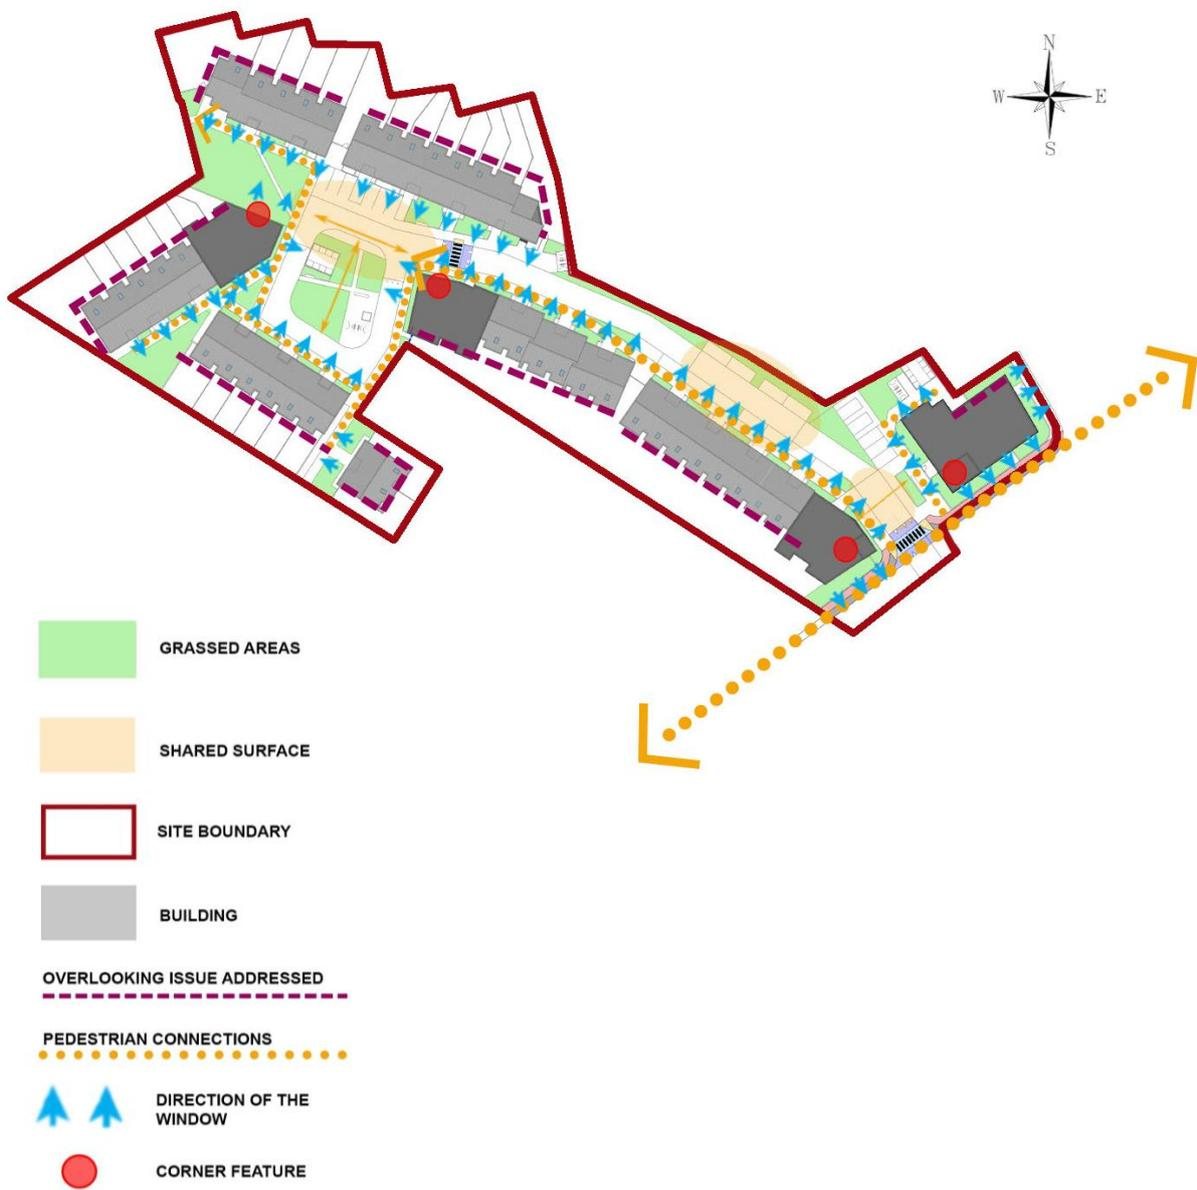 N
W E
S
GRASSED AREAS
SHARED SURFACE
SITE BOUNDARY
BUILDING
OVERLOOKING ISSUE ADDRESSED
PEDESTRIAN CONNECTIONS
DIRECTION OF THE
WINDOW
CORNER FEATURE